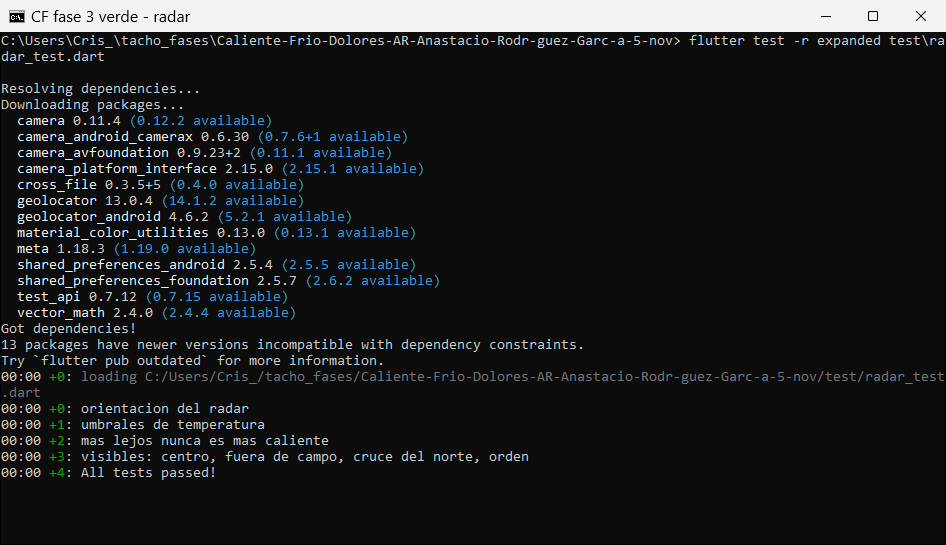 CF fase 3 verde - radar
C:\Users\Cris_\tacho_fases\Caliente-Frio-Dolores-AR-Anastacio-Rodr-guez-Garc-a-5-nov> flutter test -r expanded test\ra
dar_test.dart
Resolving dependencies...
Downloading packages...
camera 0.11.4 (0.12.2 available)
camera_android_camerax 0.6.30 (0.7.6+1 available)
camera_avfoundation 0.9.23+2 (0.11.1 available)
camera_platform_interface 2.15.0 (2.15.1 available)
cross_file 0.3.5+5 (0.4.0 available)
geolocator 13.0.4 (14.1.2 available)
geolocator_android 4.6.2 (5.2.1 available)
material_color_utilities 0.13.0 (0.13.1 available)
meta 1.18.3 (1.19.0 available)
shared_preferences_android 2.5.4 (2.5.5 available)
shared_preferences_foundation 2.5.7 (2.6.2 available)
test_api 0.7.12 (0.7.15 available)
vector_math 2.4.0 (2.4.4 available)
Got dependencies!
13 packages have newer versions incompatible with dependency constraints.
Try `flutter pub outdated` for more information.
00:00 +0: loading C:/Users/Cris_/tacho_fases/Caliente-Frio-Dolores-AR-Anastacio-Rodr-guez-Garc-a-5-nov/test/radar_test
.dart
00:00 +0: orientacion del radar
00:00 +1: umbrales de temperatura
00:00 +2: mas lejos nunca es mas caliente
00:00 +3: visibles: centro, fuera de campo, cruce del norte, orden
00:00 +4: All tests passed!